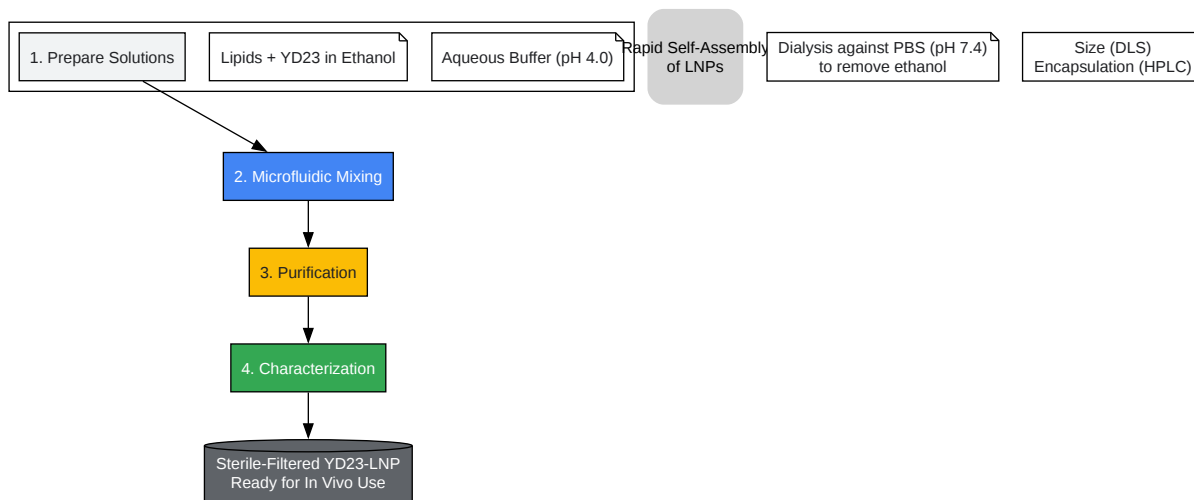 1. Prepare Solutions
Lipids + YD23 in Ethanol
Aqueous Buffer (pH 4.0)
Rapid Self-Assembly
of LNPs
Dialysis against PBS (pH 7.4)
to remove ethanol
Size (DLS)
Encapsulation (HPLC)
2. Microfluidic Mixing
3. Purification
4. Characterization
Sterile-Filtered YD23-LNP
Ready for In Vivo Use